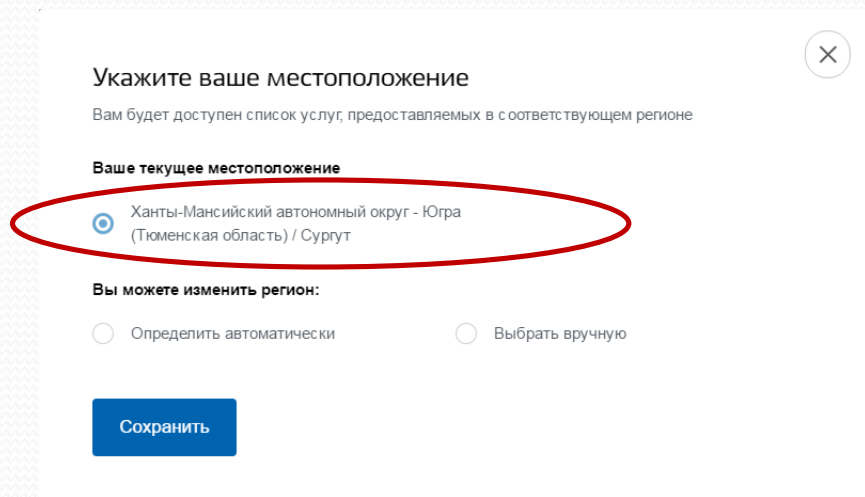 Укажите ваше местоположение
Вам будет доступен список услуг, предоставляемых в соответствующем регионе
Ваше текущее местоположение
Ханты-Мансийский автономный округ - Югра
(Тюменская область) / Сургут
Вы можете изменить регион:
Определить автоматически
Выбрать вручную
Сохранить